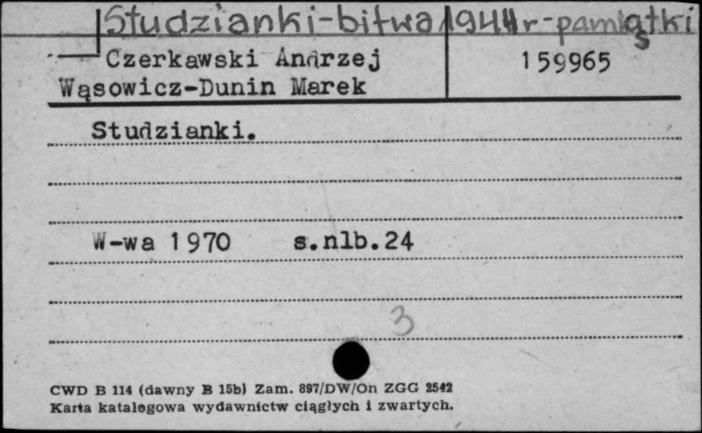 Studzianki-bitwa 1944 r-pamiątki
Czerkawski Andrzej 159965
Wąsowicz-Dunin Marek
Studzianki.
W-wa 1970 s.nlb.24
3
CWD B 114 (dawny B 15b) Zam. 897/DW/On ZGG 2542
Karta katalogowa wydawnictw ciągłych i zwartych.